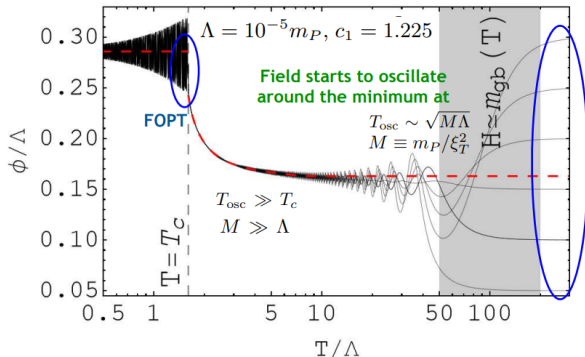 Λ = 10⁻⁵ m_P, c₁ = 1.225
Field starts to oscillate
around the minimum at
T_osc ∼ √(MΛ)
M ≡ m_P/ξ_T²
FOPT
T_osc ≫ T_c
M ≫ Λ
T = T_c
H≃m_gb(T)
ϕ/Λ
0.30
0.25
0.20
0.15
0.10
0.05
0.5
1
5
10
50
100
T/Λ